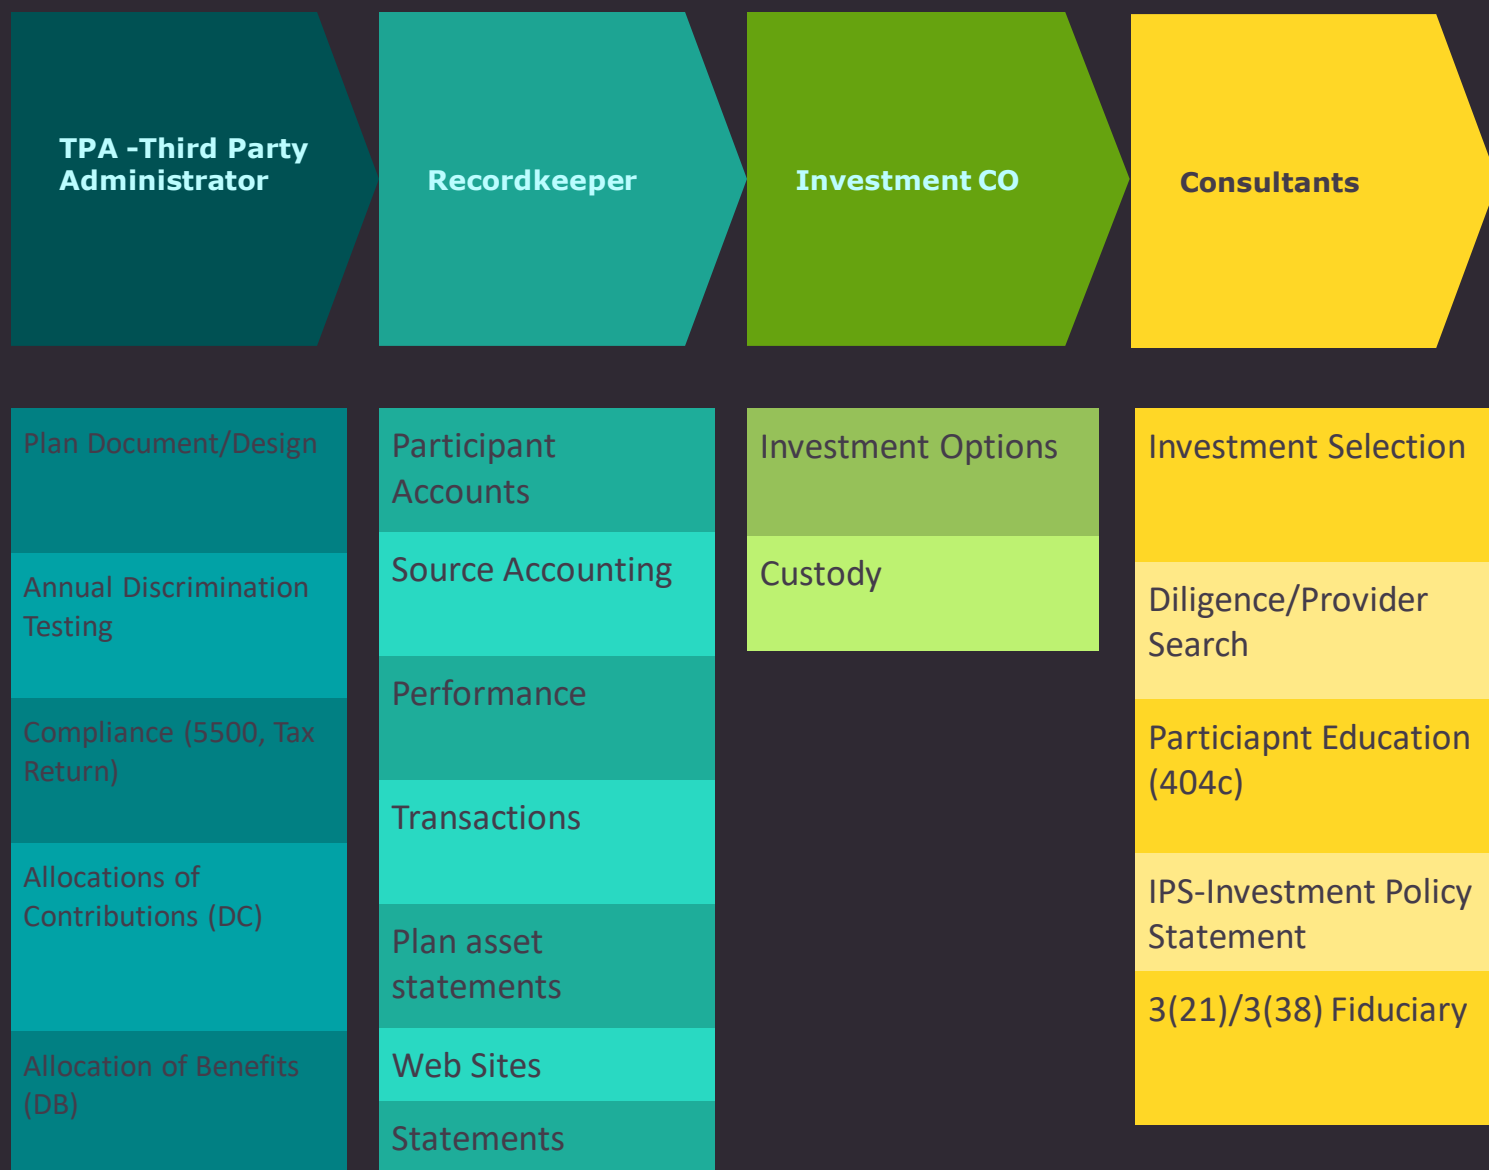 TPA -Third Party
Administrator
Recordkeeper
Investment CO
Consultants
Plan Document/Design
Annual Discrimination
Testing
Compliance (5500, Tax
Return)
Allocations of
Contributions (DC)
Allocation of Benefits
(DB)
Participant
Accounts
Source Accounting
Performance
Transactions
Plan asset
statements
Web Sites
Statements
Investment Options
Custody
Investment Selection
Diligence/Provider
Search
Particiapnt Education
(404c)
IPS-Investment Policy
Statement
3(21)/3(38) Fiduciary